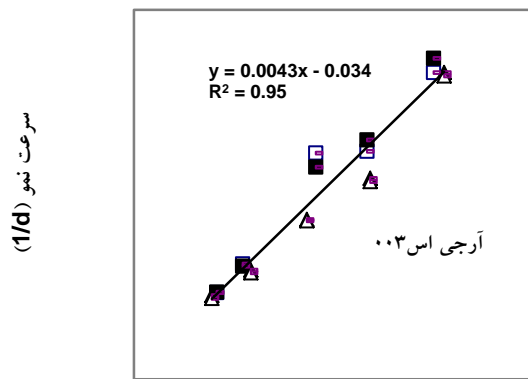 y = 0.0043x - 0.034
R² = 0.95
سرعت نمو (1/d)
آرجی اس۰۰۳